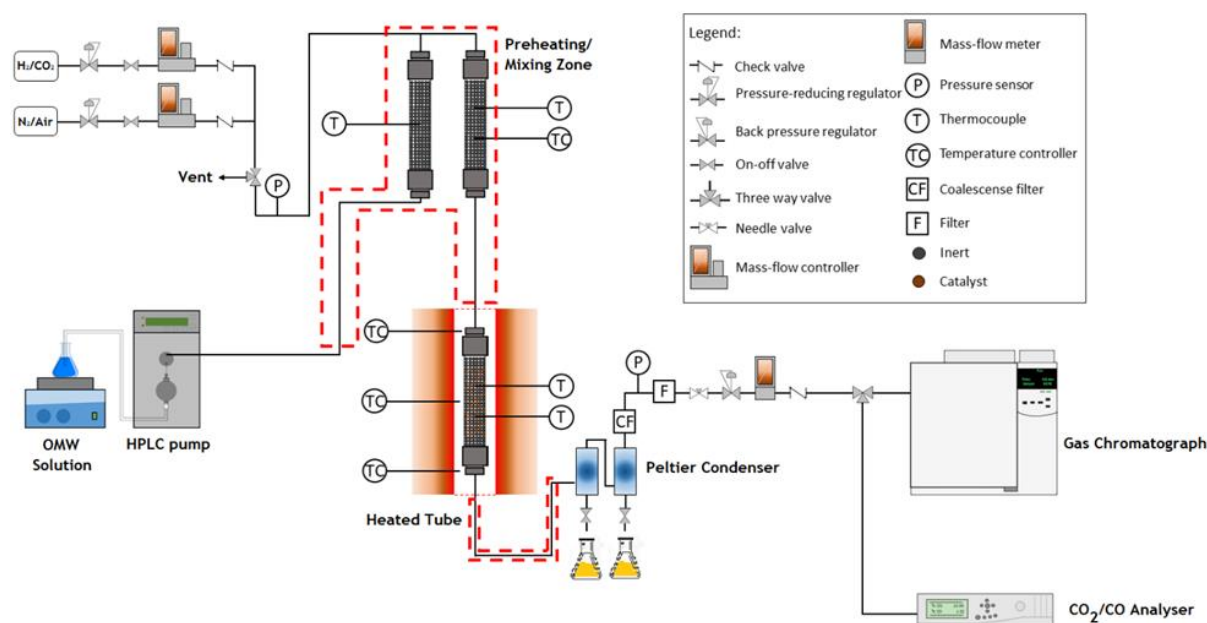 H₂/CO₂
N₂/Air
Vent
P
Preheating/
Mixing Zone
T
T
TC
OMW
Solution
HPLC pump
TC
TC
TC
T
T
Heated Tube
P
F
CF
Peltier Condenser
Gas Chromatograph
CO₂/CO Analyser
Legend:
Check valve
Pressure-reducing regulator
Back pressure regulator
On-off valve
Three way valve
Needle valve
Mass-flow controller
Mass-flow meter
P Pressure sensor
T Thermocouple
TC Temperature controller
CF Coalescense filter
F Filter
Inert
Catalyst